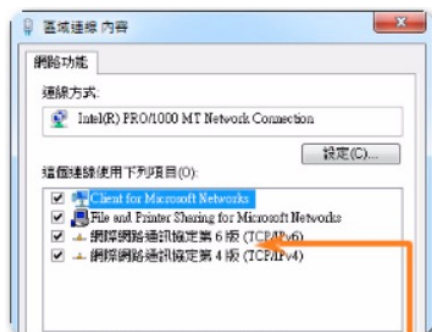 區域連線 內容
網路功能
連線方式:
Intel(R) PRO/1000 MT Network Connection
設定(C)...
這個連線使用下列項目(O):
Client for Microsoft Networks
File and Printer Sharing for Microsoft Networks
網際網路通訊協定第 6 版 (TCP/IPv6)
網際網路通訊協定第 4 版 (TCP/IPv4)